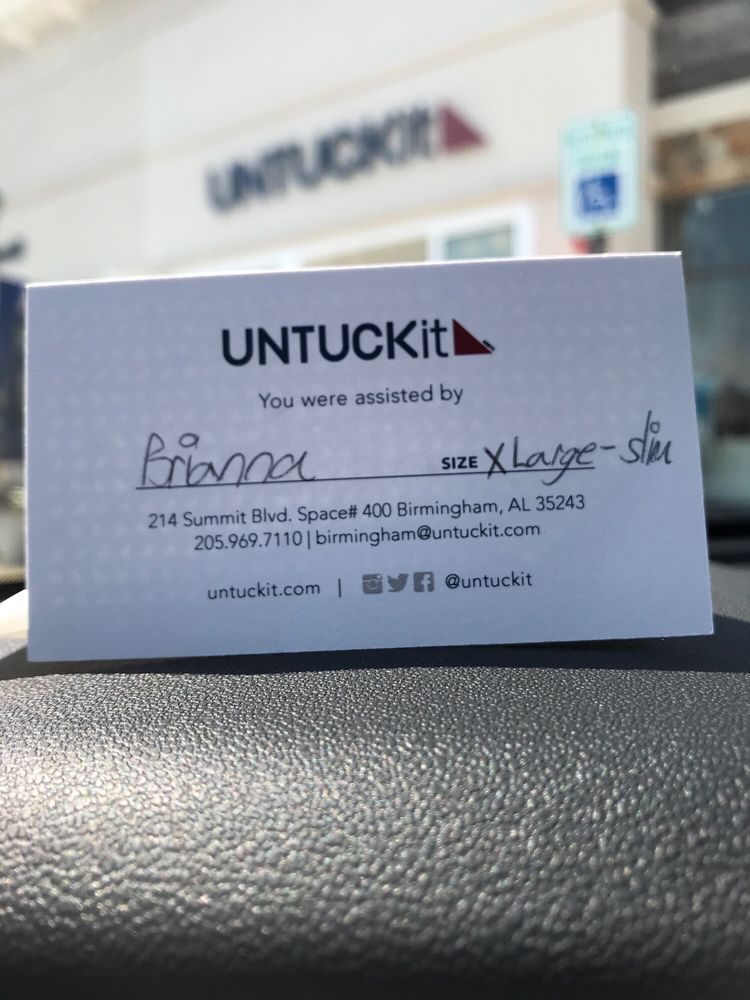 UNTUCKit
UNTUCKit
You were assisted by
Brianna SIZE XLarge-slim
214 Summit Blvd. Space# 400 Birmingham, AL 35243
205.969.7110 | birmingham@untuckit.com
untuckit.com | @untuckit